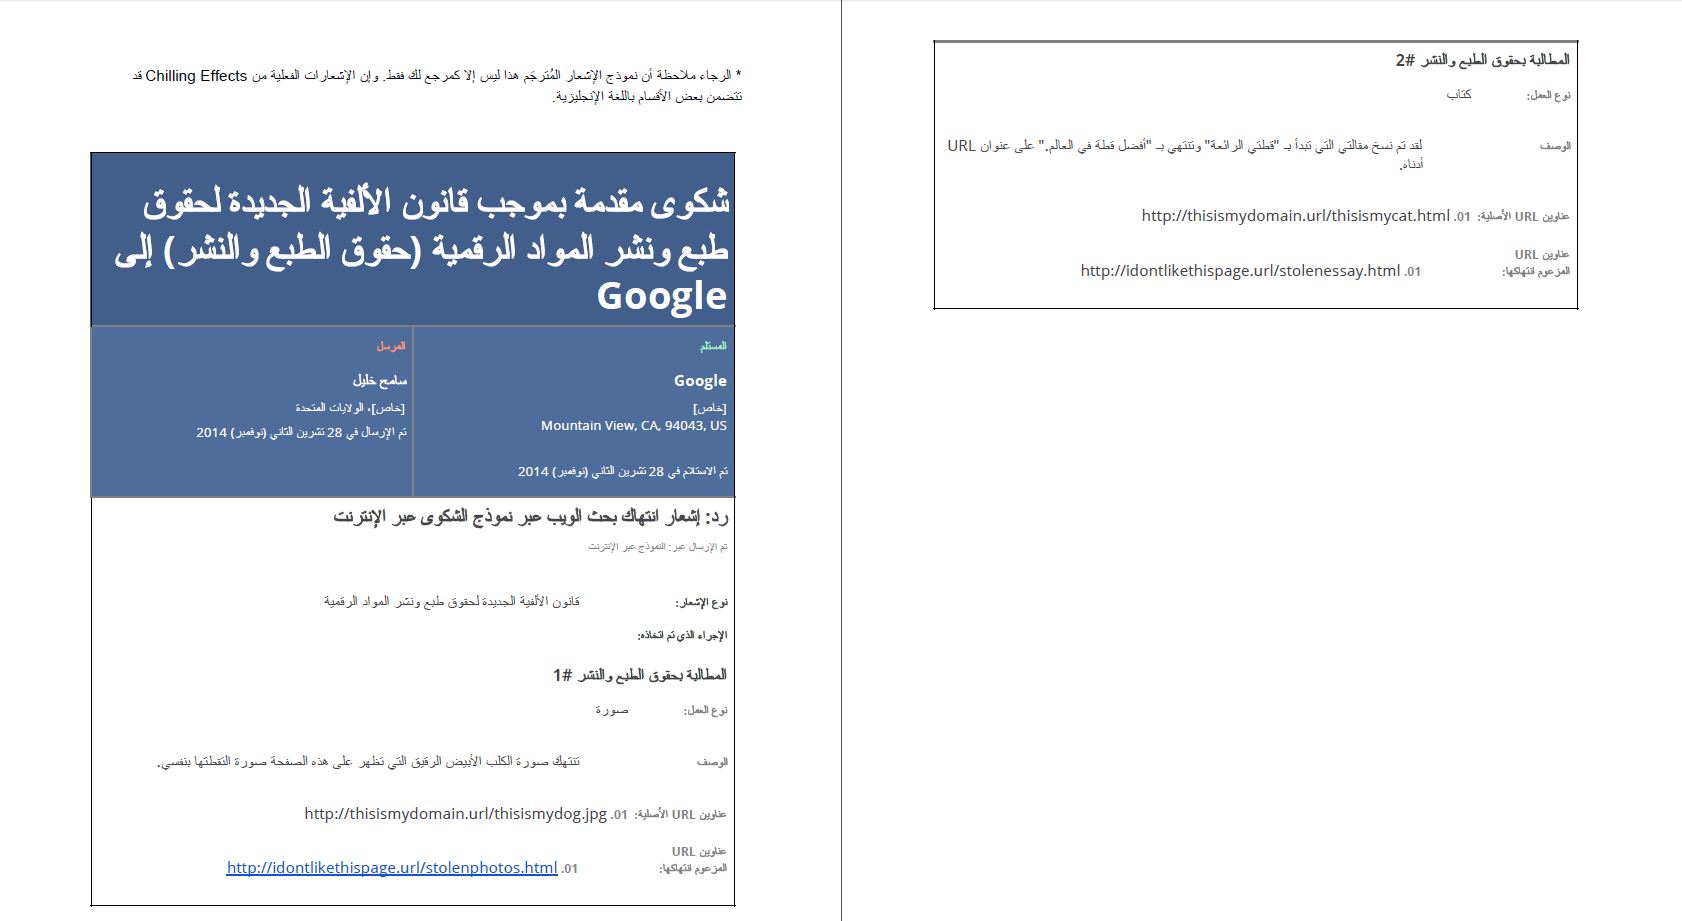 * الرجاء ملاحظة أن نموذج الإشعار المُترجَم هذا ليس إلا كمرجع لك فقط. وإن الإشعارات الفعلية من Chilling Effects قد
تتضمن بعض الأقسام باللغة الإنجليزية.
شكوى مقدمة بموجب قانون الألفية الجديدة لحقوق
طبع ونشر المواد الرقمية (حقوق الطبع والنشر) إلى
Google
المستلم
Google
[خاص]
Mountain View, CA, 94043, US
تم الاستلام في 28 تشرين الثاني (نوفمبر) 2014
المرسل
سامح خليل
[خاص]، الولايات المتحدة
تم الإرسال في 28 تشرين الثاني (نوفمبر) 2014
رد: إشعار انتهاك بحث الويب عبر نموذج الشكوى عبر الإنترنت
تم الإرسال عبر: النموذج عبر الإنترنت
نوع الإشعار: قانون الألفية الجديدة لحقوق طبع ونشر المواد الرقمية
الإجراء الذي تم اتخاذه:
المطالبة بحقوق الطبع والنشر #1
نوع العمل: صورة
الوصف تنتهك صورة الكلب الأبيض الرقيق التي تظهر على هذه الصفحة صورة التقطتها بنفسي.
عناوين URL الأصلية: 01. http://thisismydomain.url/thisismydog.jpg
عناوين URL
المزعوم انتهاكها: 01. http://idontlikethispage.url/stolenphotos.html
المطالبة بحقوق الطبع والنشر #2
نوع العمل: كتاب
الوصف لقد تم نسخ مقالتي التي تبدأ بـ "قطتي الرائعة" وتنتهي بـ "أفضل قطة في العالم." على عنوان URL
أدناه.
عناوين URL الأصلية: 01. http://thisismydomain.url/thisismycat.html
عناوين URL
المزعوم انتهاكها: 01. http://idontlikethispage.url/stolenessay.html